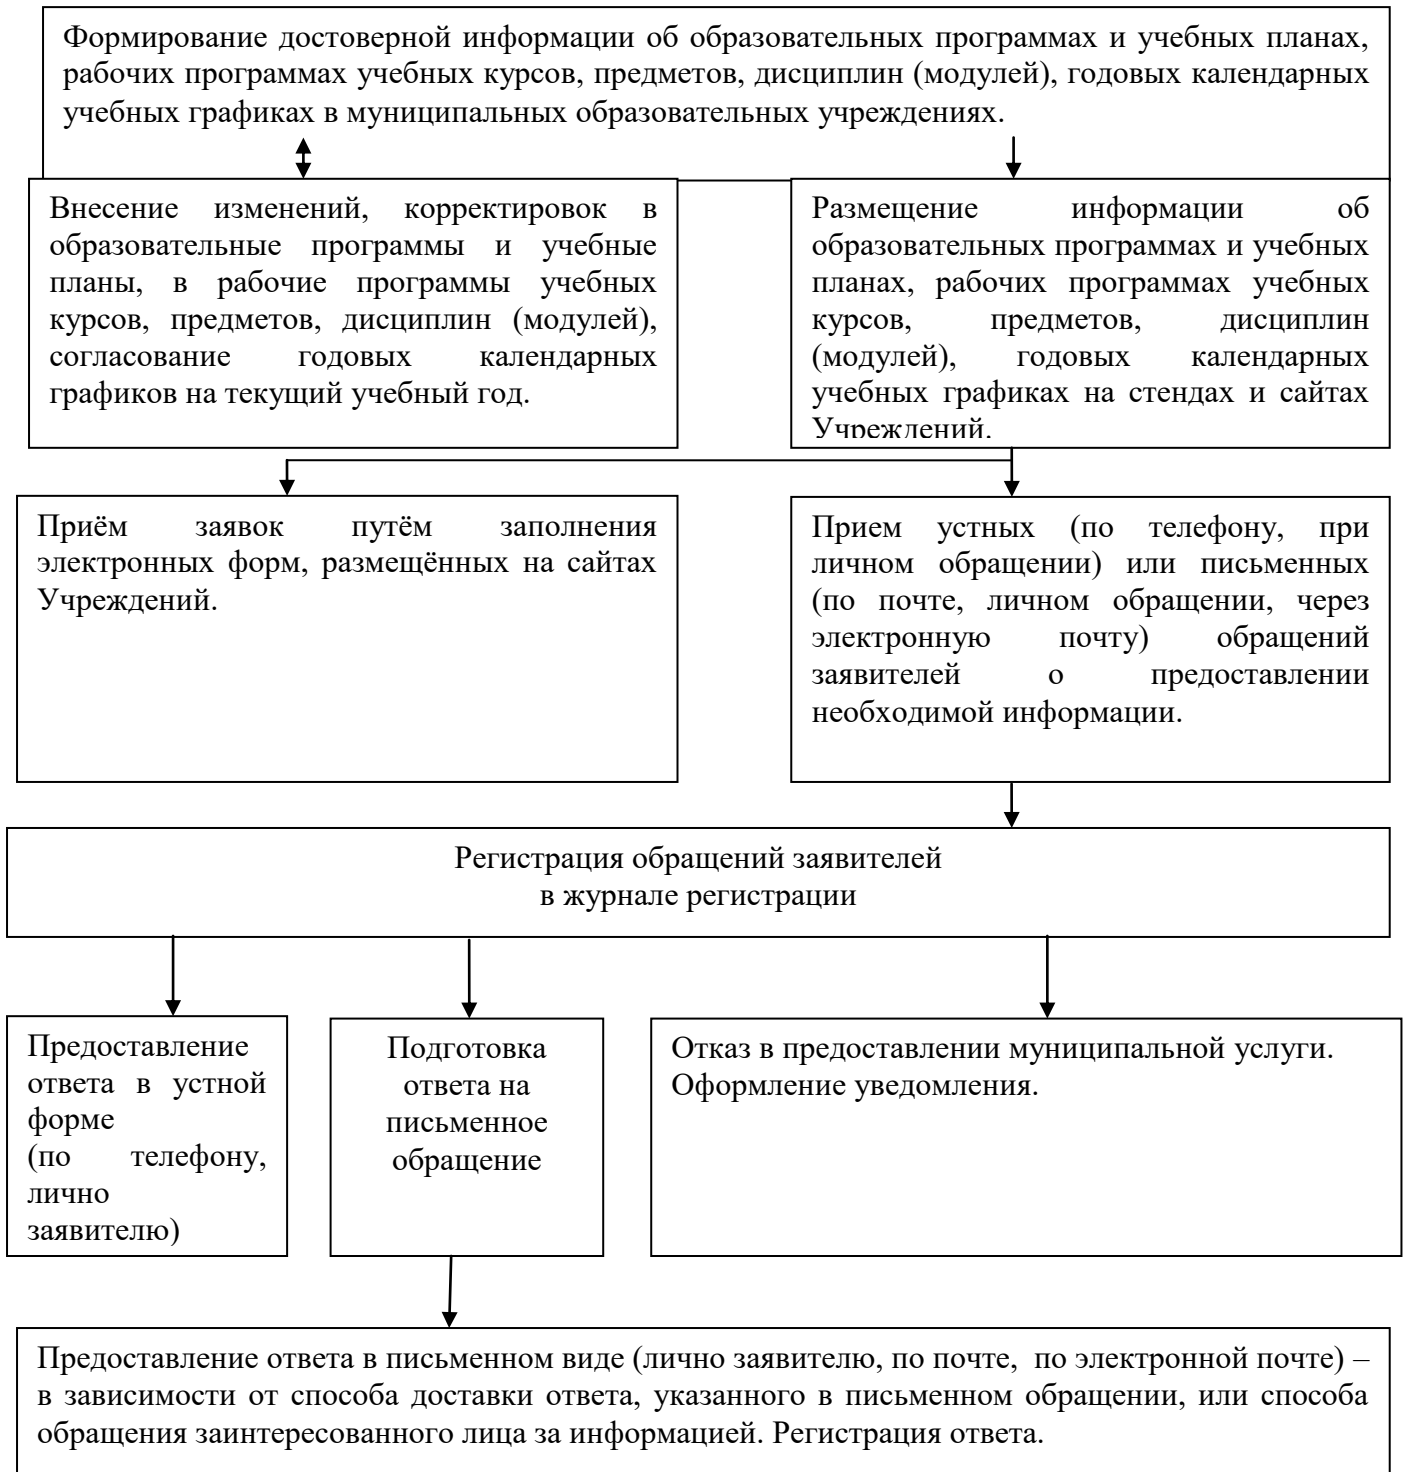 Формирование достоверной информации об образовательных программах и учебных планах,
рабочих программах учебных курсов, предметов, дисциплин (модулей), годовых календарных
учебных графиках в муниципальных образовательных учреждениях.
Внесение изменений, корректировок в
образовательные программы и учебные
планы, в рабочие программы учебных
курсов, предметов, дисциплин (модулей),
согласование годовых календарных
графиков на текущий учебный год.
Размещение информации об
образовательных программах и учебных
планах, рабочих программах учебных
курсов, предметов, дисциплин
(модулей), годовых календарных
учебных графиках на стендах и сайтах
Учреждений.
Приём заявок путём заполнения
электронных форм, размещённых на сайтах
Учреждений.
Прием устных (по телефону, при
личном обращении) или письменных
(по почте, личном обращении, через
электронную почту) обращений
заявителей о предоставлении
необходимой информации.
Регистрация обращений заявителей
в журнале регистрации
Предоставление
ответа в устной
форме
(по телефону,
лично
заявителю)
Подготовка
ответа на
письменное
обращение
Отказ в предоставлении муниципальной услуги.
Оформление уведомления.
Предоставление ответа в письменном виде (лично заявителю, по почте, по электронной почте) –
в зависимости от способа доставки ответа, указанного в письменном обращении, или способа
обращения заинтересованного лица за информацией. Регистрация ответа.